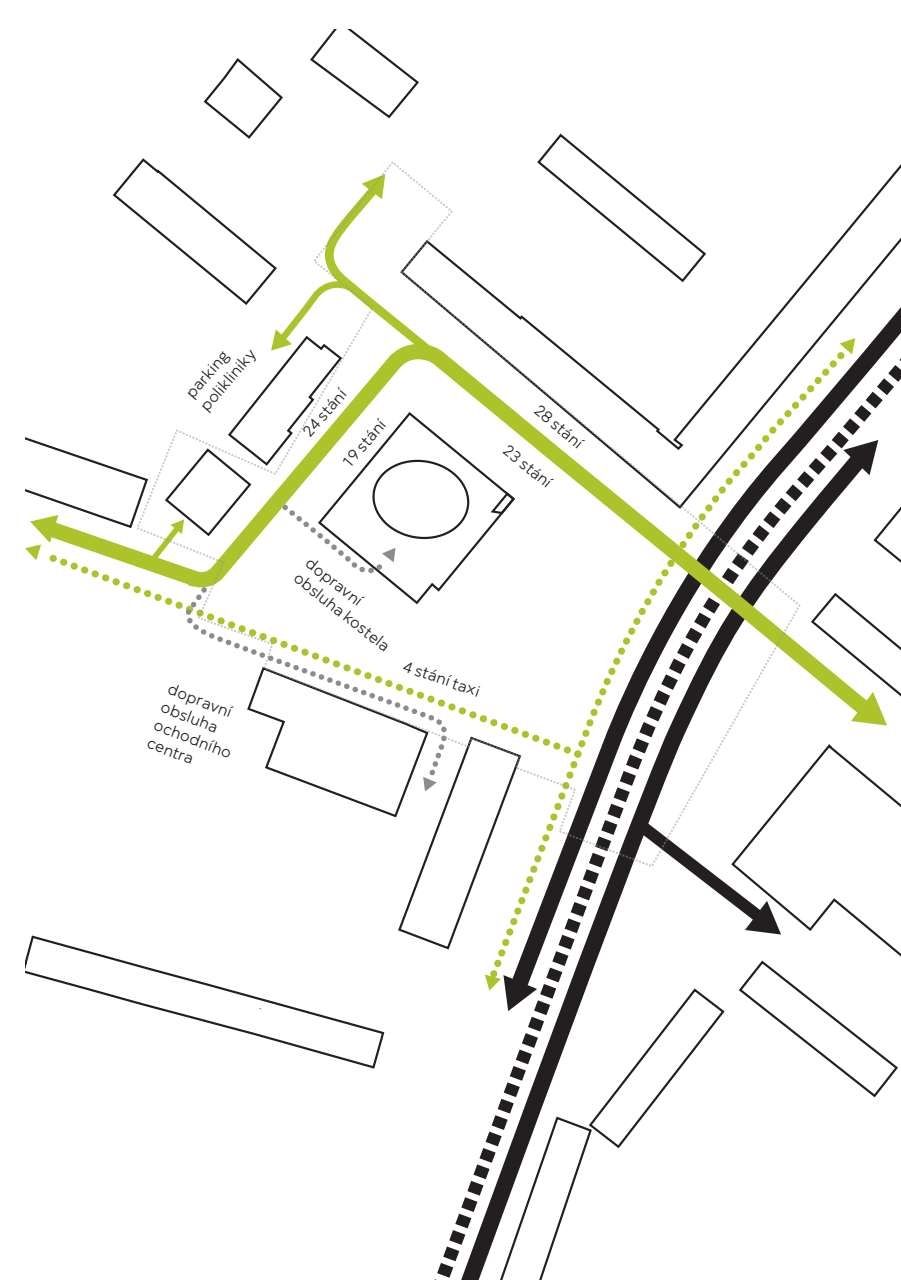 parking
polikliniky
24 stání
19 stání
28 stání
23 stání
dopravní
obsluha kostela
4 stání taxi
dopravní
obsluha
ochodního
centra